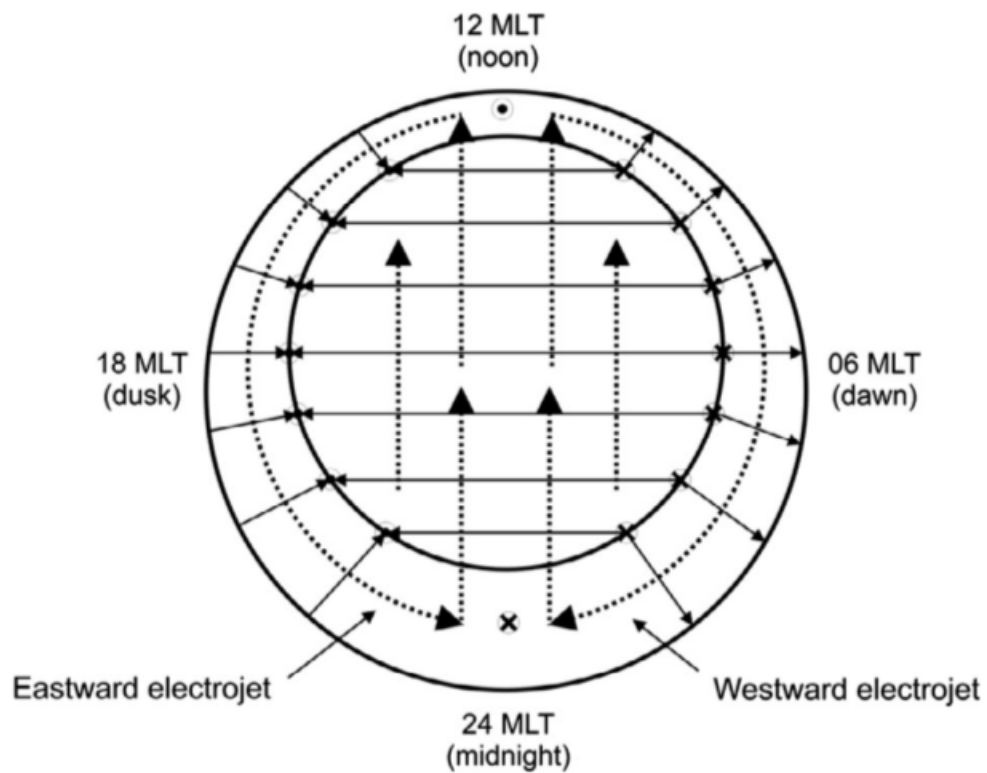 12 MLT
(noon)
18 MLT
(dusk)
06 MLT
(dawn)
Eastward electrojet
Westward electrojet
24 MLT
(midnight)